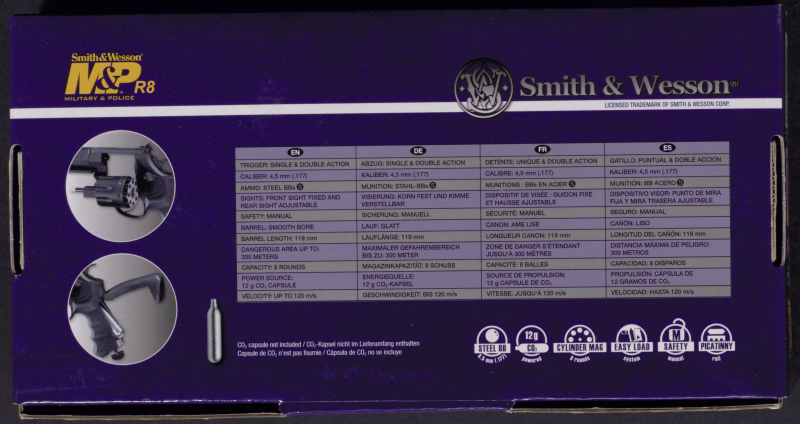 Smith & Wesson
M&P R8
MILITARY & POLICE
Smith & Wesson®
LICENSED TRADEMARK OF SMITH & WESSON CORP.
EN
TRIGGER: SINGLE & DOUBLE ACTION
CALIBER: 4,5 mm (.177)
AMMO: STEEL BBs S
SIGHTS: FRONT SIGHT FIXED AND
REAR SIGHT ADJUSTABLE
SAFETY: MANUAL
BARREL: SMOOTH BORE
BARREL LENGTH: 119 mm
DANGEROUS AREA UP TO:
300 METERS
CAPACITY: 8 ROUNDS
POWER SOURCE:
12 g CO₂ CAPSULE
VELOCITY: UP TO 120 m/s
DE
ABZUG: SINGLE & DOUBLE ACTION
KALIBER: 4,5 mm (.177)
MUNITION: STAHL-BBs S
VISIERUNG: KORN FEST UND KIMME
VERSTELLBAR
SICHERUNG: MANUELL
LAUF: GLATT
LAUFLÄNGE: 119 mm
MAXIMALER GEFAHRENBEREICH
BIS ZU: 300 METER
MAGAZINKAPAZITÄT: 8 SCHUSS
ENERGIEQUELLE:
12 g CO₂-KAPSEL
GESCHWINDIGKEIT: BIS 120 m/s
FR
DÉTENTE: UNIQUE & DOUBLE ACTION
CALIBRE: 4,5 mm (.177)
MUNITIONS : BBs EN ACIER S
DISPOSITIF DE VISÉE : GUIDON FIXE
ET HAUSSE AJUSTABLE
SÉCURITÉ: MANUEL
CANON: AME LISE
LONGUEUR CANON: 119 mm
ZONE DE DANGER S'ÉTENDANT
JUSQU'À 300 MÈTRES
CAPACITÉ: 8 BALLES
SOURCE DE PROPULSION:
12 g CAPSULE DE CO₂
VITESSE: JUSQU'À 120 m/s
ES
GATILLO: PUNTUAL & DOBLE ACCIÓN
KALIBER: 4,5 mm (.177)
MUNITIÓN: BB ACERO S
DISPOSITIVO VISOR: PUNTO DE MIRA
FIJA Y MIRA TRASERA AJUSTABLE
SEGURO: MANUAL
CAÑÓN: LISO
LONGITUD DEL CAÑÓN: 119 mm
DISTANCIA MÁXIMA DE PELIGRO:
300 METROS
CAPACIDAD: 8 DISPAROS
PROPULSIÓN: CÁPSULA DE
12 GRAMOS DE CO₂
VELOCIDAD: HASTA 120 m/s
CO₂ capsule not included / CO₂-Kapsel nicht im Lieferumfang enthalten
Capsule de CO₂ n'est pas fournie / Cápsula de CO₂ no se incluye
STEEL BB
4,5 mm (.177)
12g
CO₂
powered
CYLINDER MAG
8 rounds
EASY LOAD
system
M
SAFETY
manual
PICATINNY
rail